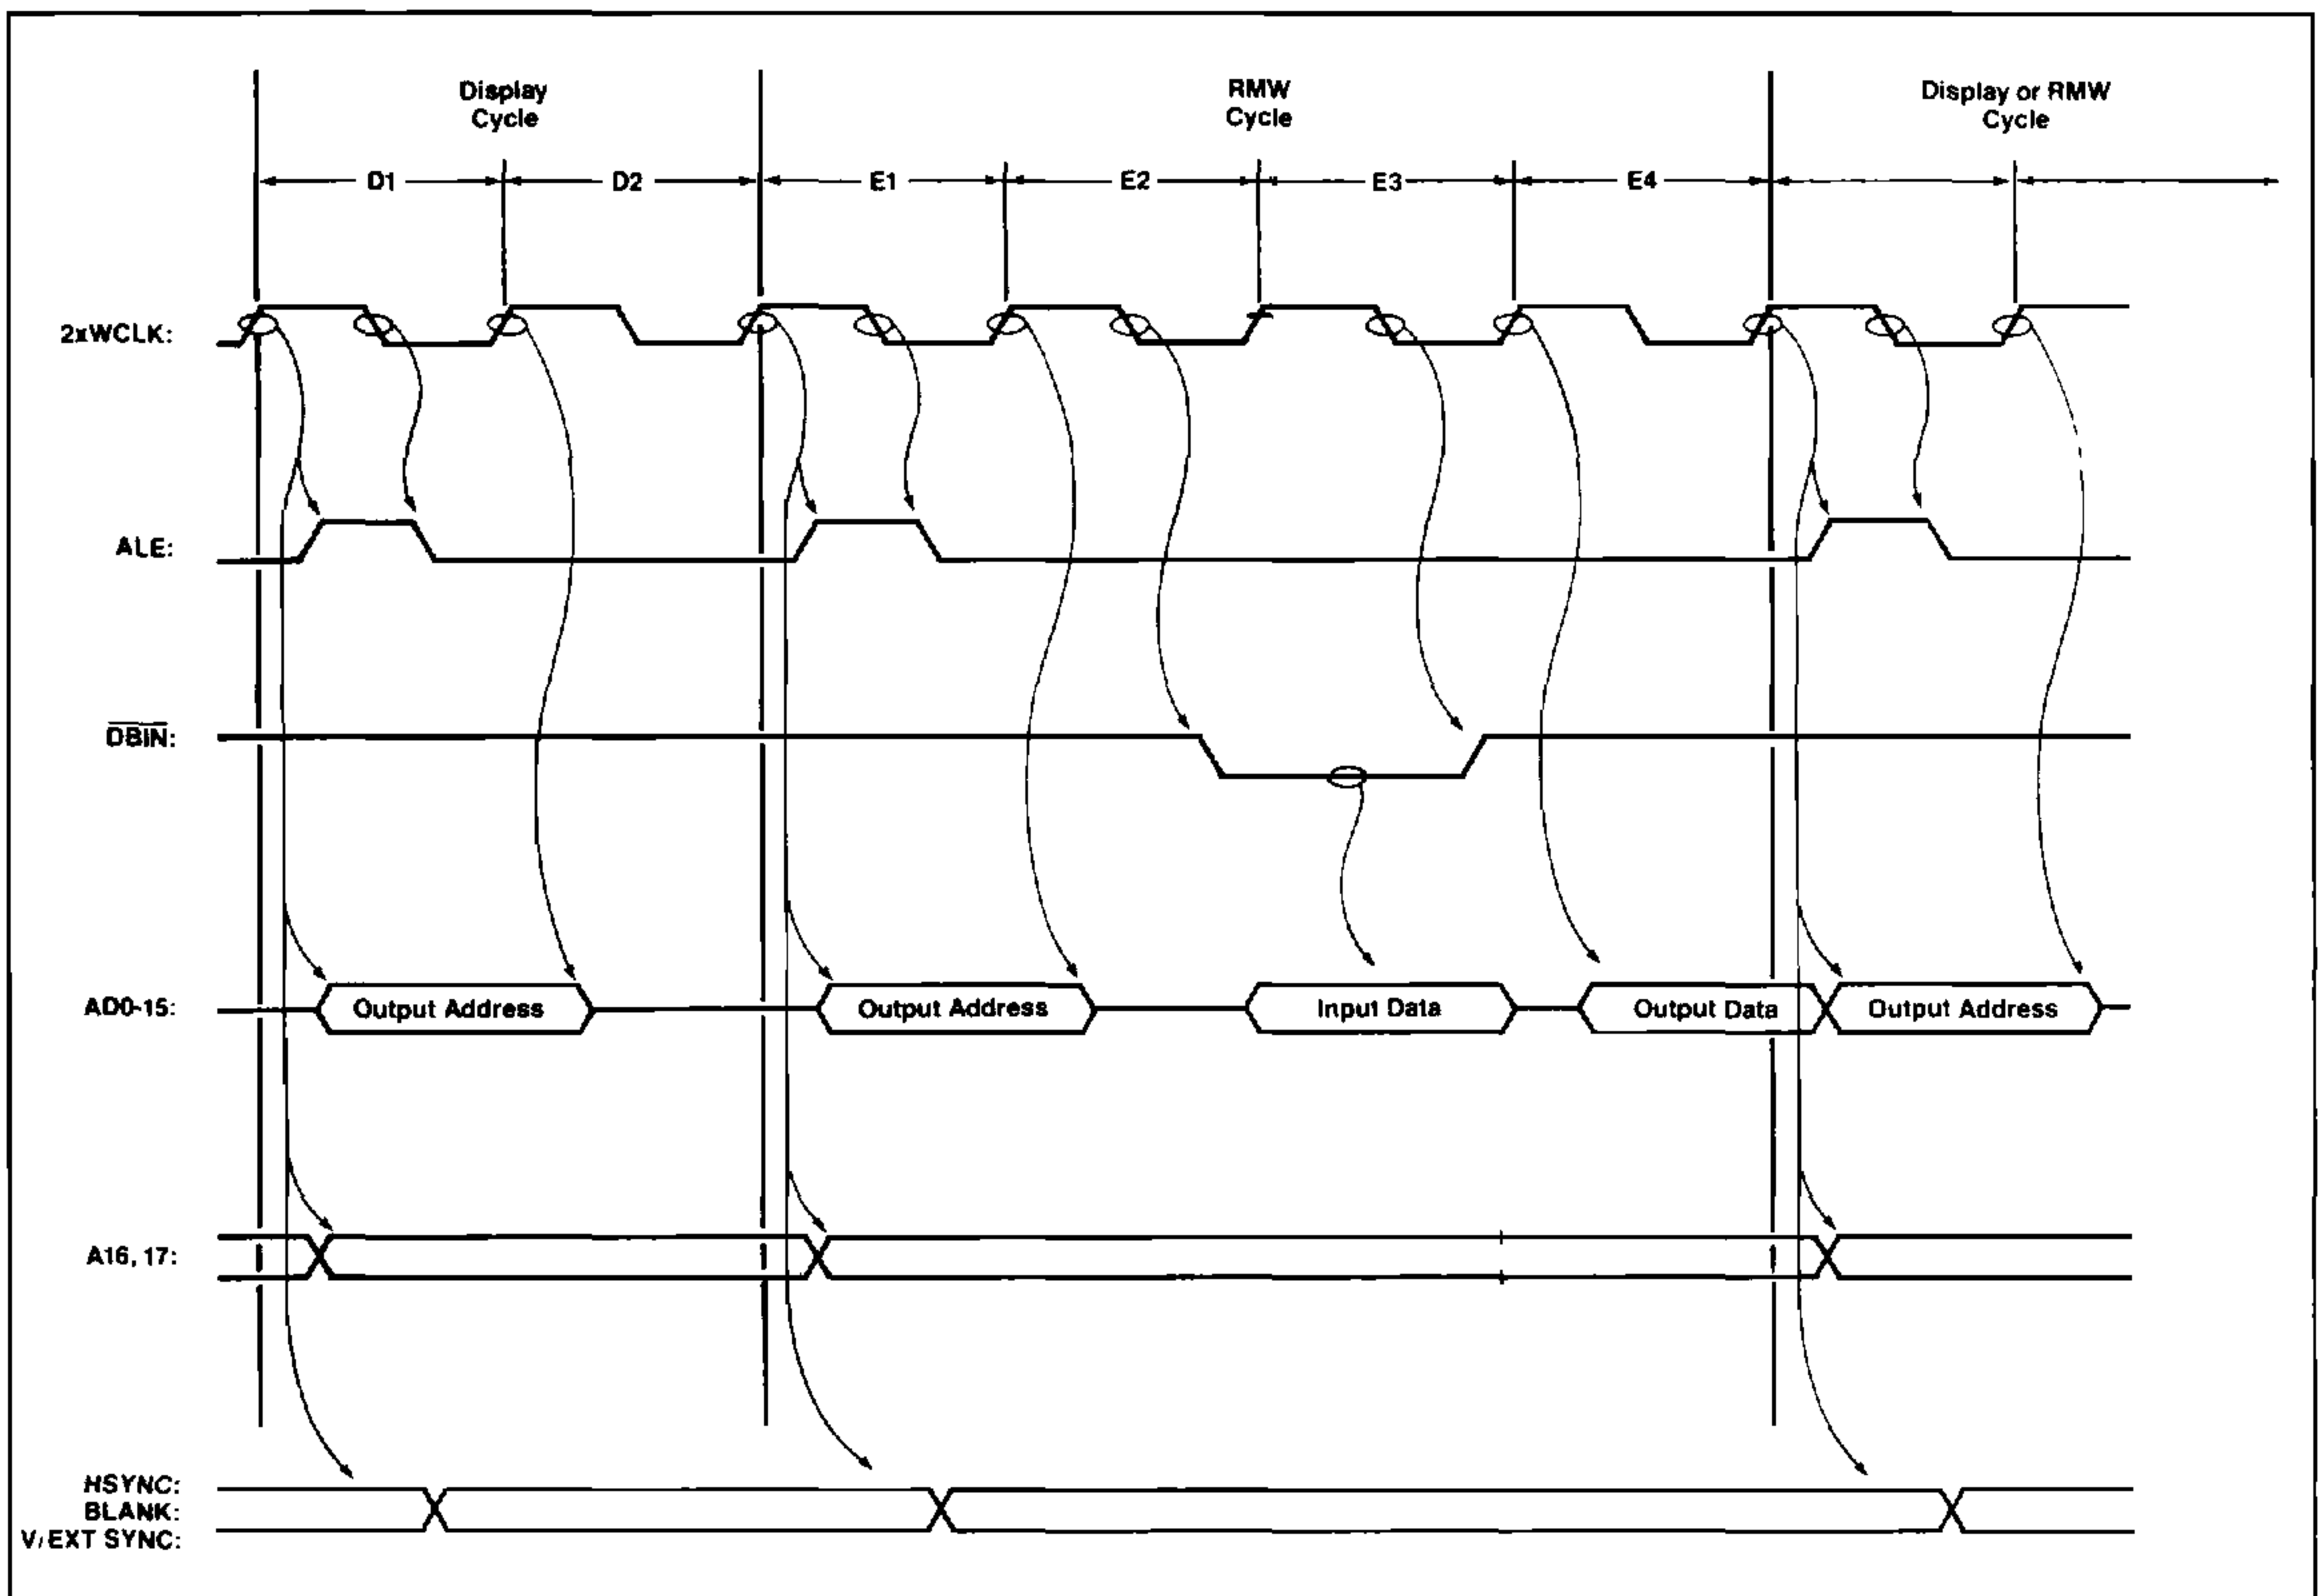 Display
Cycle
RMW
Cycle
Display or RMW
Cycle
D1
D2
E1
E2
E3
E4
2xWCLK:
ALE:
DBIN:
AD0-15:
Output Address
Output Address
Input Data
Output Data
Output Address
A16, 17:
HSYNC:
BLANK:
V/EXT SYNC: